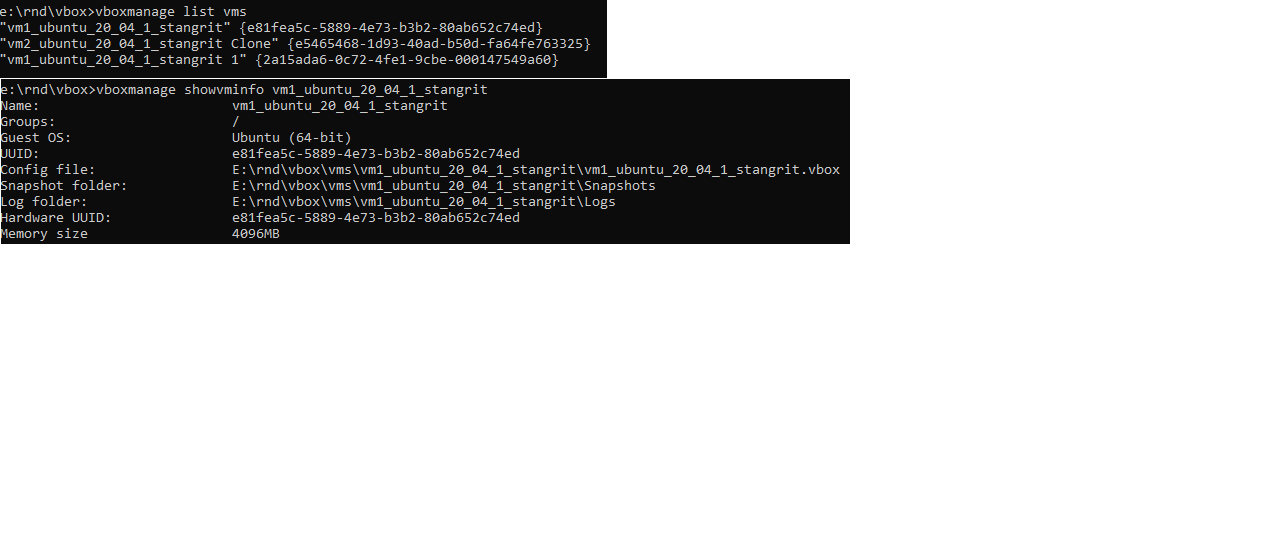 e:\rnd\vbox>vboxmanage list vms
"vm1_ubuntu_20_04_1_stangrit" {e81fea5c-5889-4e73-b3b2-80ab652c74ed}
"vm2_ubuntu_20_04_1_stangrit Clone" {e5465468-1d93-40ad-b50d-fa64fe763325}
"vm1_ubuntu_20_04_1_stangrit 1" {2a15ada6-0c72-4fe1-9cbe-000147549a60}
e:\rnd\vbox>vboxmanage showvminfo vm1_ubuntu_20_04_1_stangrit
Name: vm1_ubuntu_20_04_1_stangrit
Groups: /
Guest OS: Ubuntu (64-bit)
UUID: e81fea5c-5889-4e73-b3b2-80ab652c74ed
Config file: E:\rnd\vbox\vms\vm1_ubuntu_20_04_1_stangrit\vm1_ubuntu_20_04_1_stangrit.vbox
Snapshot folder: E:\rnd\vbox\vms\vm1_ubuntu_20_04_1_stangrit\Snapshots
Log folder: E:\rnd\vbox\vms\vm1_ubuntu_20_04_1_stangrit\Logs
Hardware UUID: e81fea5c-5889-4e73-b3b2-80ab652c74ed
Memory size 4096MB